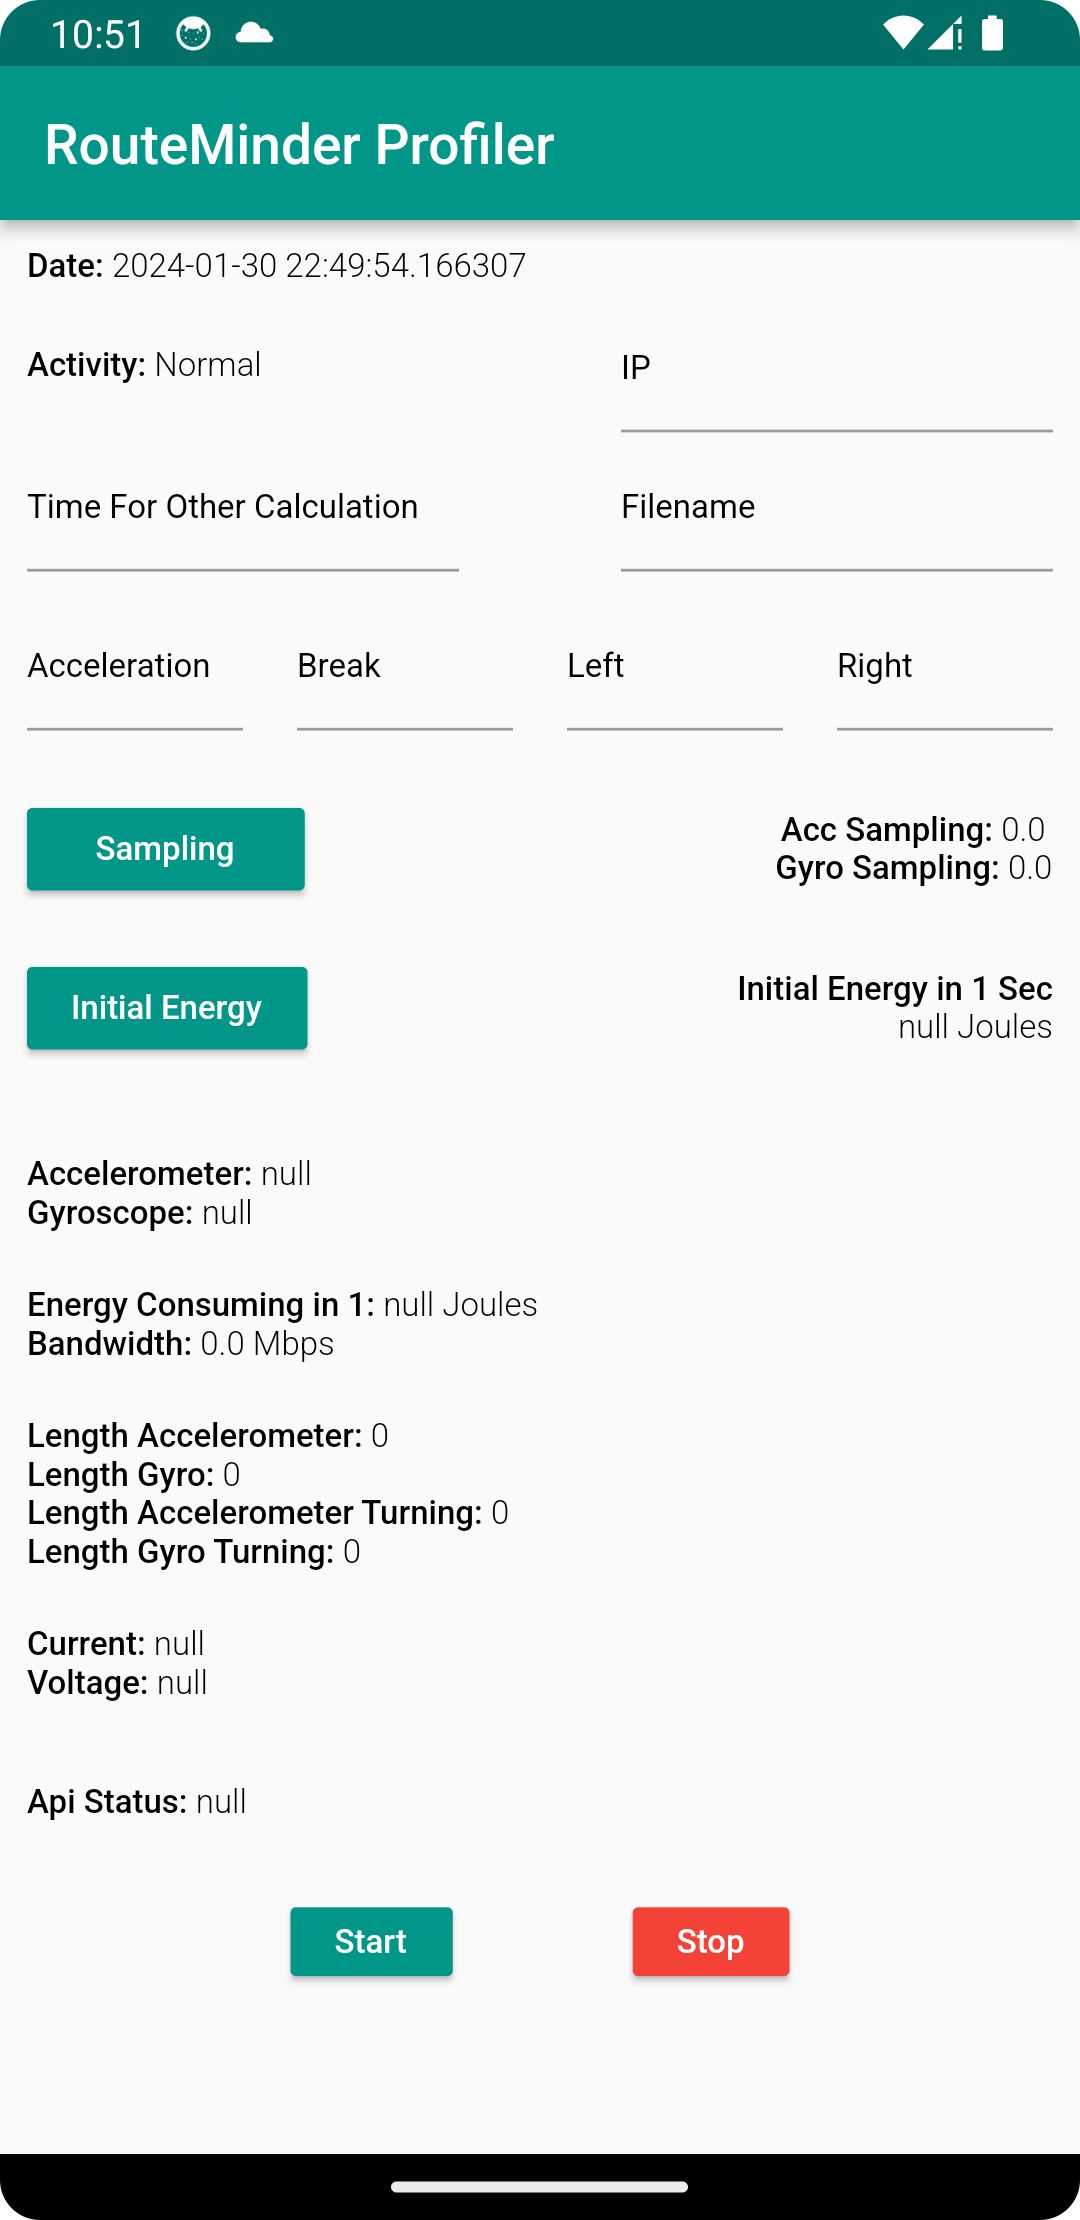 10:51
RouteMinder Profiler
Date: 2024-01-30 22:49:54.166307
Activity: Normal
IP
Time For Other Calculation
Filename
Acceleration
Break
Left
Right
Sampling
Acc Sampling: 0.0
Gyro Sampling: 0.0
Initial Energy
Initial Energy in 1 Sec
null Joules
Accelerometer: null
Gyroscope: null
Energy Consuming in 1: null Joules
Bandwidth: 0.0 Mbps
Length Accelerometer: 0
Length Gyro: 0
Length Accelerometer Turning: 0
Length Gyro Turning: 0
Current: null
Voltage: null
Api Status: null
Start
Stop